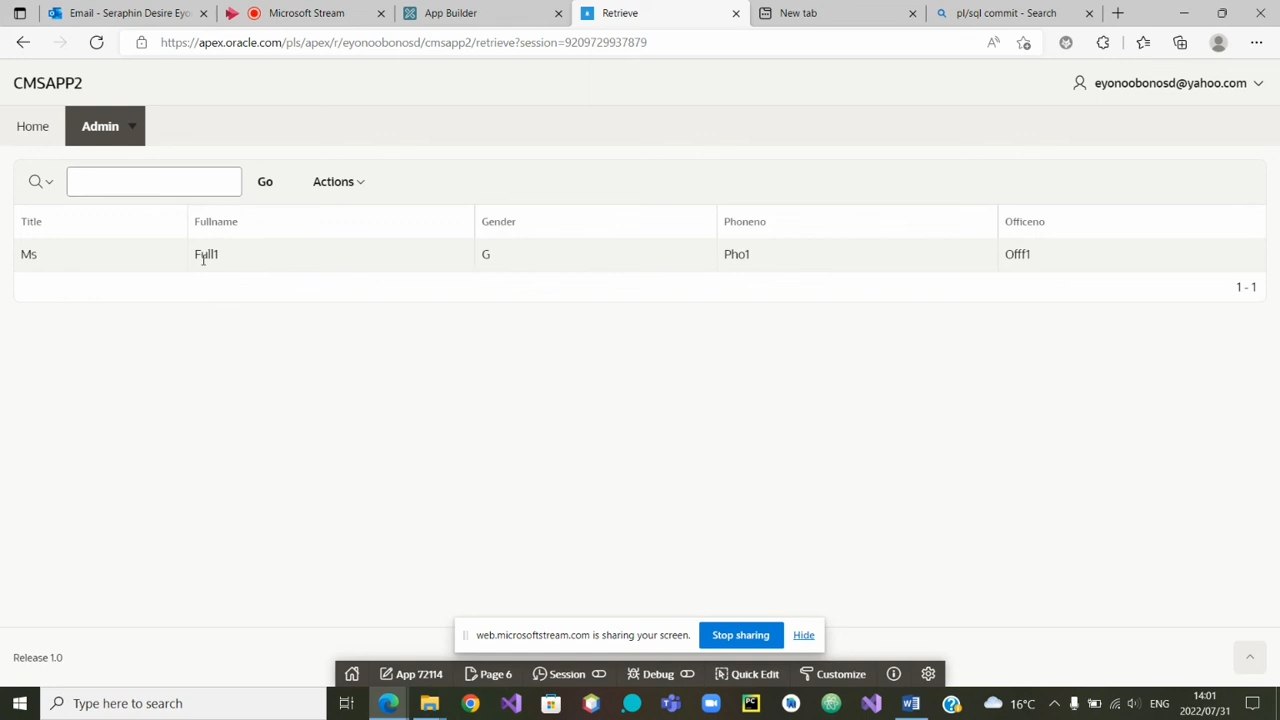 Email - Seraphin Desire Eyo
Microsoft Stream
App Builder
Retrieve
New tab
pl/sql commit - Search
https://apex.oracle.com/pls/apex/r/eyonoobonosd/cmsapp2/retrieve?session=9209729937879
CMSAPP2
eyonoobonosd@yahoo.com
Home
Admin
Go
Actions
Title Fullname Gender Phoneno Officeno
Ms Full1 G Pho1 Offf1
1 - 1
web.microsoftstream.com is sharing your screen. Stop sharing Hide
Release 1.0
App 72114 Page 6 Session Debug Quick Edit Customize
Type here to search
16°C
ENG
14:01
2022/07/31